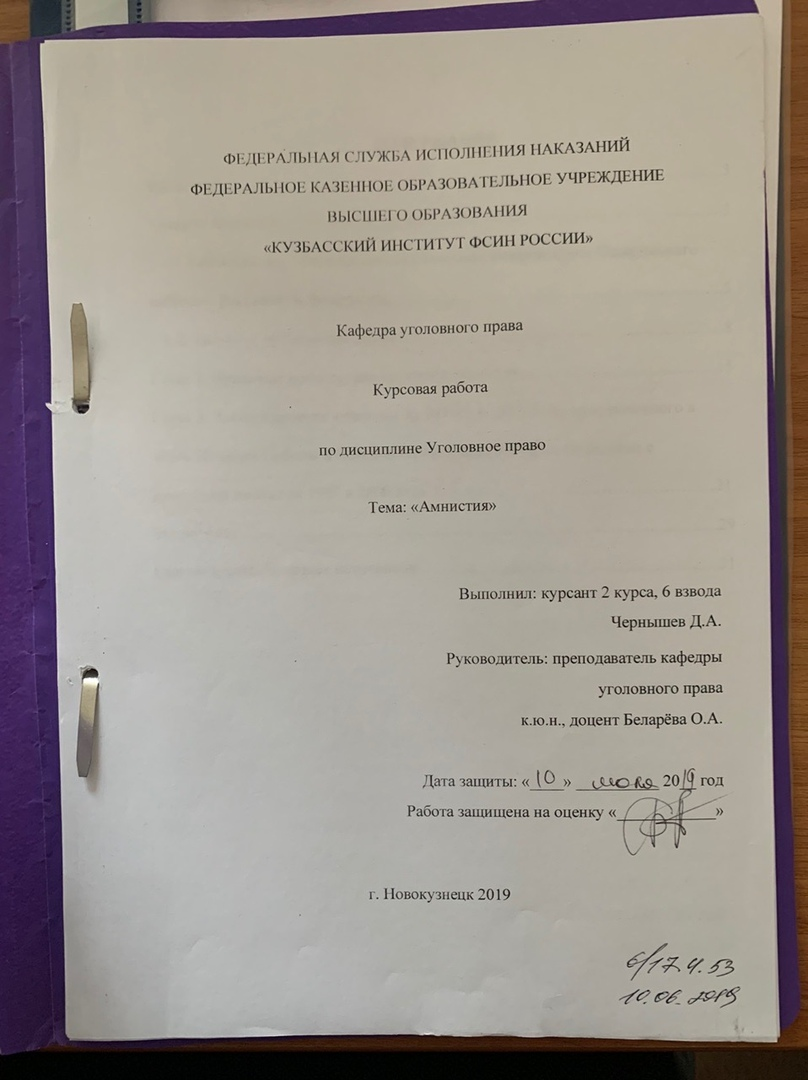 ФЕДЕРАЛЬНАЯ СЛУЖБА ИСПОЛНЕНИЯ НАКАЗАНИЙ
ФЕДЕРАЛЬНОЕ КАЗЕННОЕ ОБРАЗОВАТЕЛЬНОЕ УЧРЕЖДЕНИЕ
ВЫСШЕГО ОБРАЗОВАНИЯ
«КУЗБАССКИЙ ИНСТИТУТ ФСИН РОССИИ»
Кафедра уголовного права
Курсовая работа
по дисциплине Уголовное право
Тема: «Амнистия»
Выполнил: курсант 2 курса, 6 взвода
Чернышев Д.А.
Руководитель: преподаватель кафедры
уголовного права
к.ю.н., доцент Беларёва О.А.
Дата защиты: «10» 2019 год
Работа защищена на оценку «»
г. Новокузнецк 2019
6/17.4.53
10.06.2019